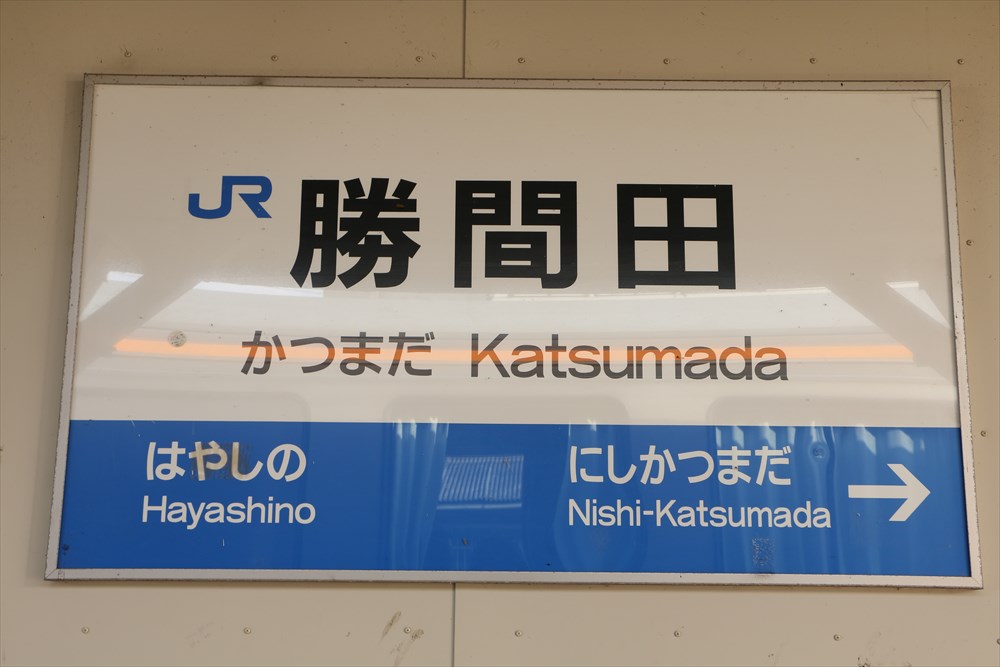 JR 勝間田
かつまだ Katsumada
はやしの にしかつまだ →
Hayashino Nishi-Katsumada